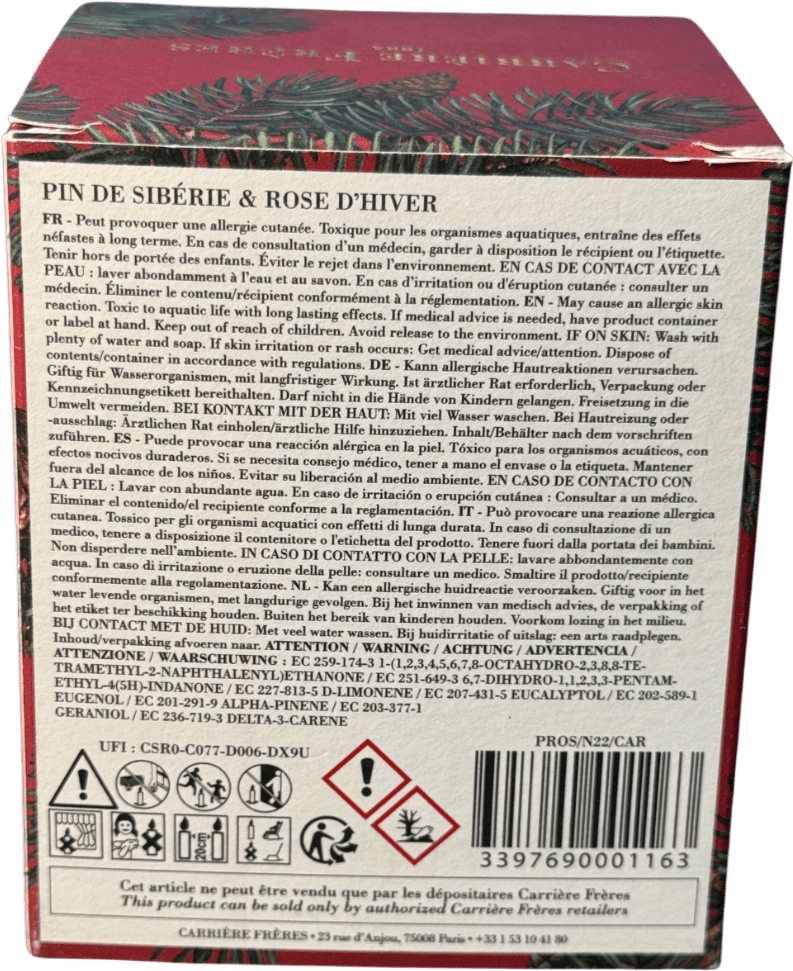 CARRIÈRE FRÈRES
1884
PIN DE SIBÉRIE & ROSE D'HIVER
FR - Peut provoquer une allergie cutanée. Toxique pour les organismes aquatiques, entraîne des effets
néfastes à long terme. En cas de consultation d'un médecin, garder à disposition le récipient ou l'étiquette.
Tenir hors de portée des enfants. Éviter le rejet dans l'environnement. EN CAS DE CONTACT AVEC LA
PEAU : laver abondamment à l'eau et au savon. En cas d'irritation ou d'éruption cutanée : consulter un
médecin. Éliminer le contenu/récipient conformément à la réglementation. EN - May cause an allergic skin
reaction. Toxic to aquatic life with long lasting effects. If medical advice is needed, have product container
or label at hand. Keep out of reach of children. Avoid release to the environment. IF ON SKIN: Wash with
plenty of water and soap. If skin irritation or rash occurs: Get medical advice/attention. Dispose of
contents/container in accordance with regulations. DE - Kann allergische Hautreaktionen verursachen.
Giftig für Wasserorganismen, mit langfristiger Wirkung. Ist ärztlicher Rat erforderlich, Verpackung oder
Kennzeichnungsetikett bereithalten. Darf nicht in die Hände von Kindern gelangen. Freisetzung in die
Umwelt vermeiden. BEI KONTAKT MIT DER HAUT: Mit viel Wasser waschen. Bei Hautreizung oder
-ausschlag: Ärztlichen Rat einholen/ärztliche Hilfe hinzuziehen. Inhalt/Behälter nach dem vorschriften
zuführen. ES - Puede provocar una reacción alérgica en la piel. Tóxico para los organismos acuáticos, con
efectos nocivos duraderos. Si se necesita consejo médico, tener a mano el envase o la etiqueta. Mantener
fuera del alcance de los niños. Evitar su liberación al medio ambiente. EN CASO DE CONTACTO CON
LA PIEL : Lavar con abundante agua. En caso de irritación o erupción cutánea : Consultar a un médico.
Eliminar el contenido/el recipiente conforme a la reglamentación. IT - Può provocare una reazione allergica
cutanea. Tossico per gli organismi acquatici con effetti di lunga durata. In caso di consultazione di un
medico, tenere a disposizione il contenitore o l'etichetta del prodotto. Tenere fuori dalla portata dei bambini.
Non disperdere nell'ambiente. IN CASO DI CONTATTO CON LA PELLE: lavare abbondantemente con
acqua. In caso di irritazione o eruzione della pelle: consultare un medico. Smaltire il prodotto/recipiente
conformemente alla regolamentazione. NL - Kan een allergische huidreactie veroorzaken. Giftig voor in het
water levende organismen, met langdurige gevolgen. Bij het inwinnen van medisch advies, de verpakking of
het etiket ter beschikking houden. Buiten het bereik van kinderen houden. Voorkom lozing in het milieu.
BIJ CONTACT MET DE HUID: Met veel water wassen. Bij huidirritatie of uitslag: een arts raadplegen.
Inhoud/verpakking afvoeren naar. ATTENTION / WARNING / ACHTUNG / ADVERTENCIA /
ATTENZIONE / WAARSCHUWING : EC 259-174-3 1-(1,2,3,4,5,6,7,8-OCTAHYDRO-2,3,8,8-TE-
TRAMETHYL-2-NAPHTHALENYL)ETHANONE / EC 251-649-3 6,7-DIHYDRO-1,1,2,3,3-PENTAM-
ETHYL-4(5H)-INDANONE / EC 227-813-5 D-LIMONENE / EC 207-431-5 EUCALYPTOL / EC 202-589-1
EUGENOL / EC 201-291-9 ALPHA-PINENE / EC 203-377-1
GERANIOL / EC 236-719-3 DELTA-3-CARENE
UFI : CSR0-C077-D006-DX9U
PROS/N22/CAR
20cm
3397690001163
Cet article ne peut être vendu que par les dépositaires Carrière Frères
This product can be sold only by authorized Carrière Frères retailers
CARRIÈRE FRÈRES • 23 rue d'Anjou, 75008 Paris • +33 1 53 10 41 80